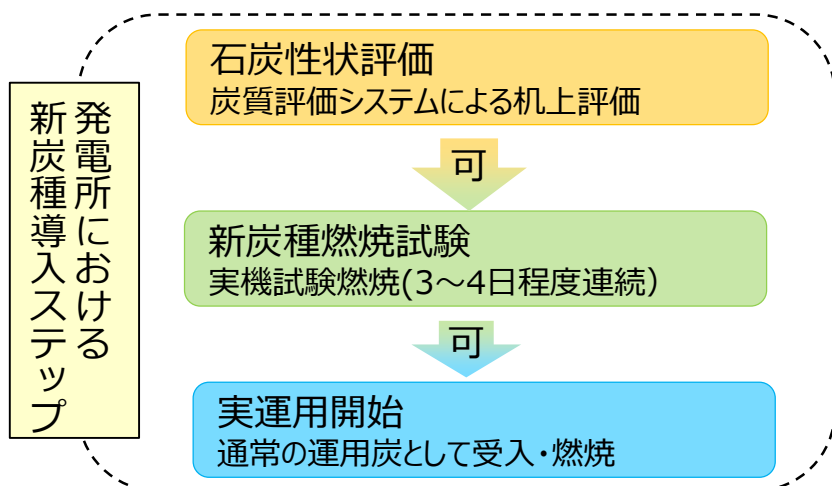 発電所における
新炭種導入ステップ
石炭性状評価
炭質評価システムによる机上評価
可
新炭種燃焼試験
実機試験燃焼(3～4日程度連続）
可
実運用開始
通常の運用炭として受入・燃焼